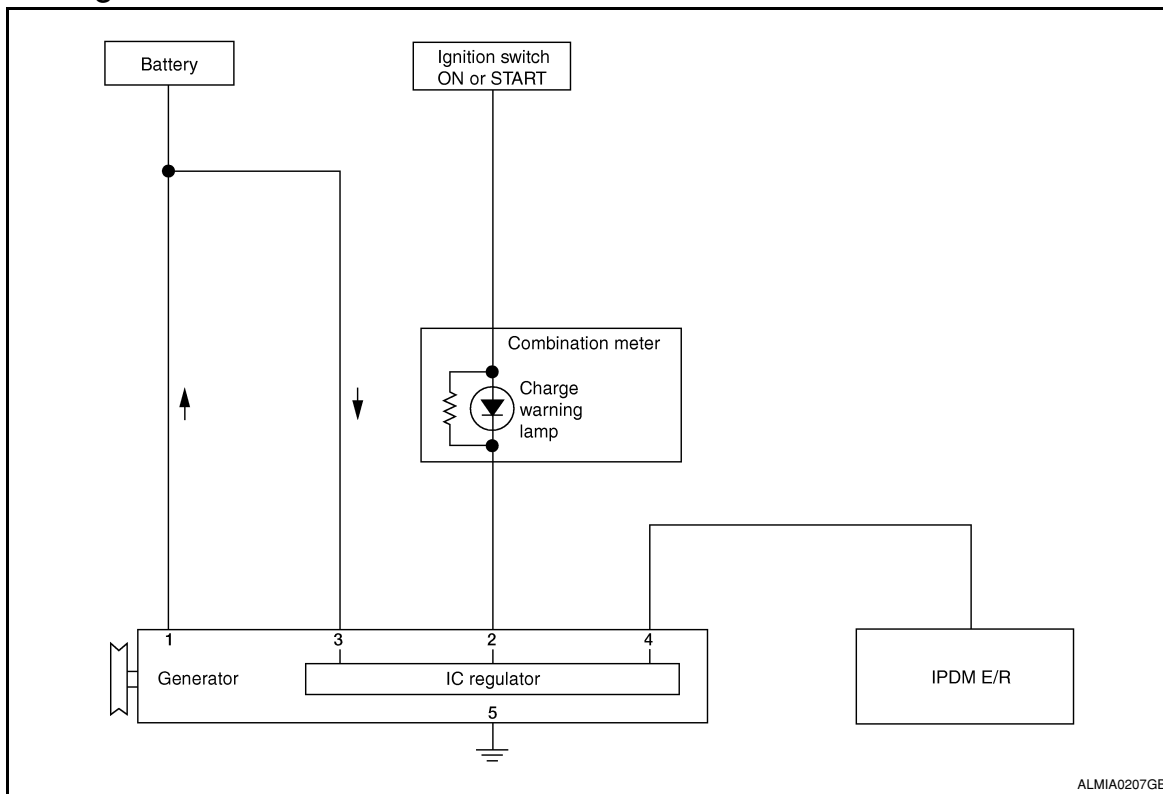 Battery
Ignition switch
ON or START
Combination meter
Charge
warning
lamp
1
3
2
4
Generator
IC regulator
5
IPDM E/R
ALMIA0207GB